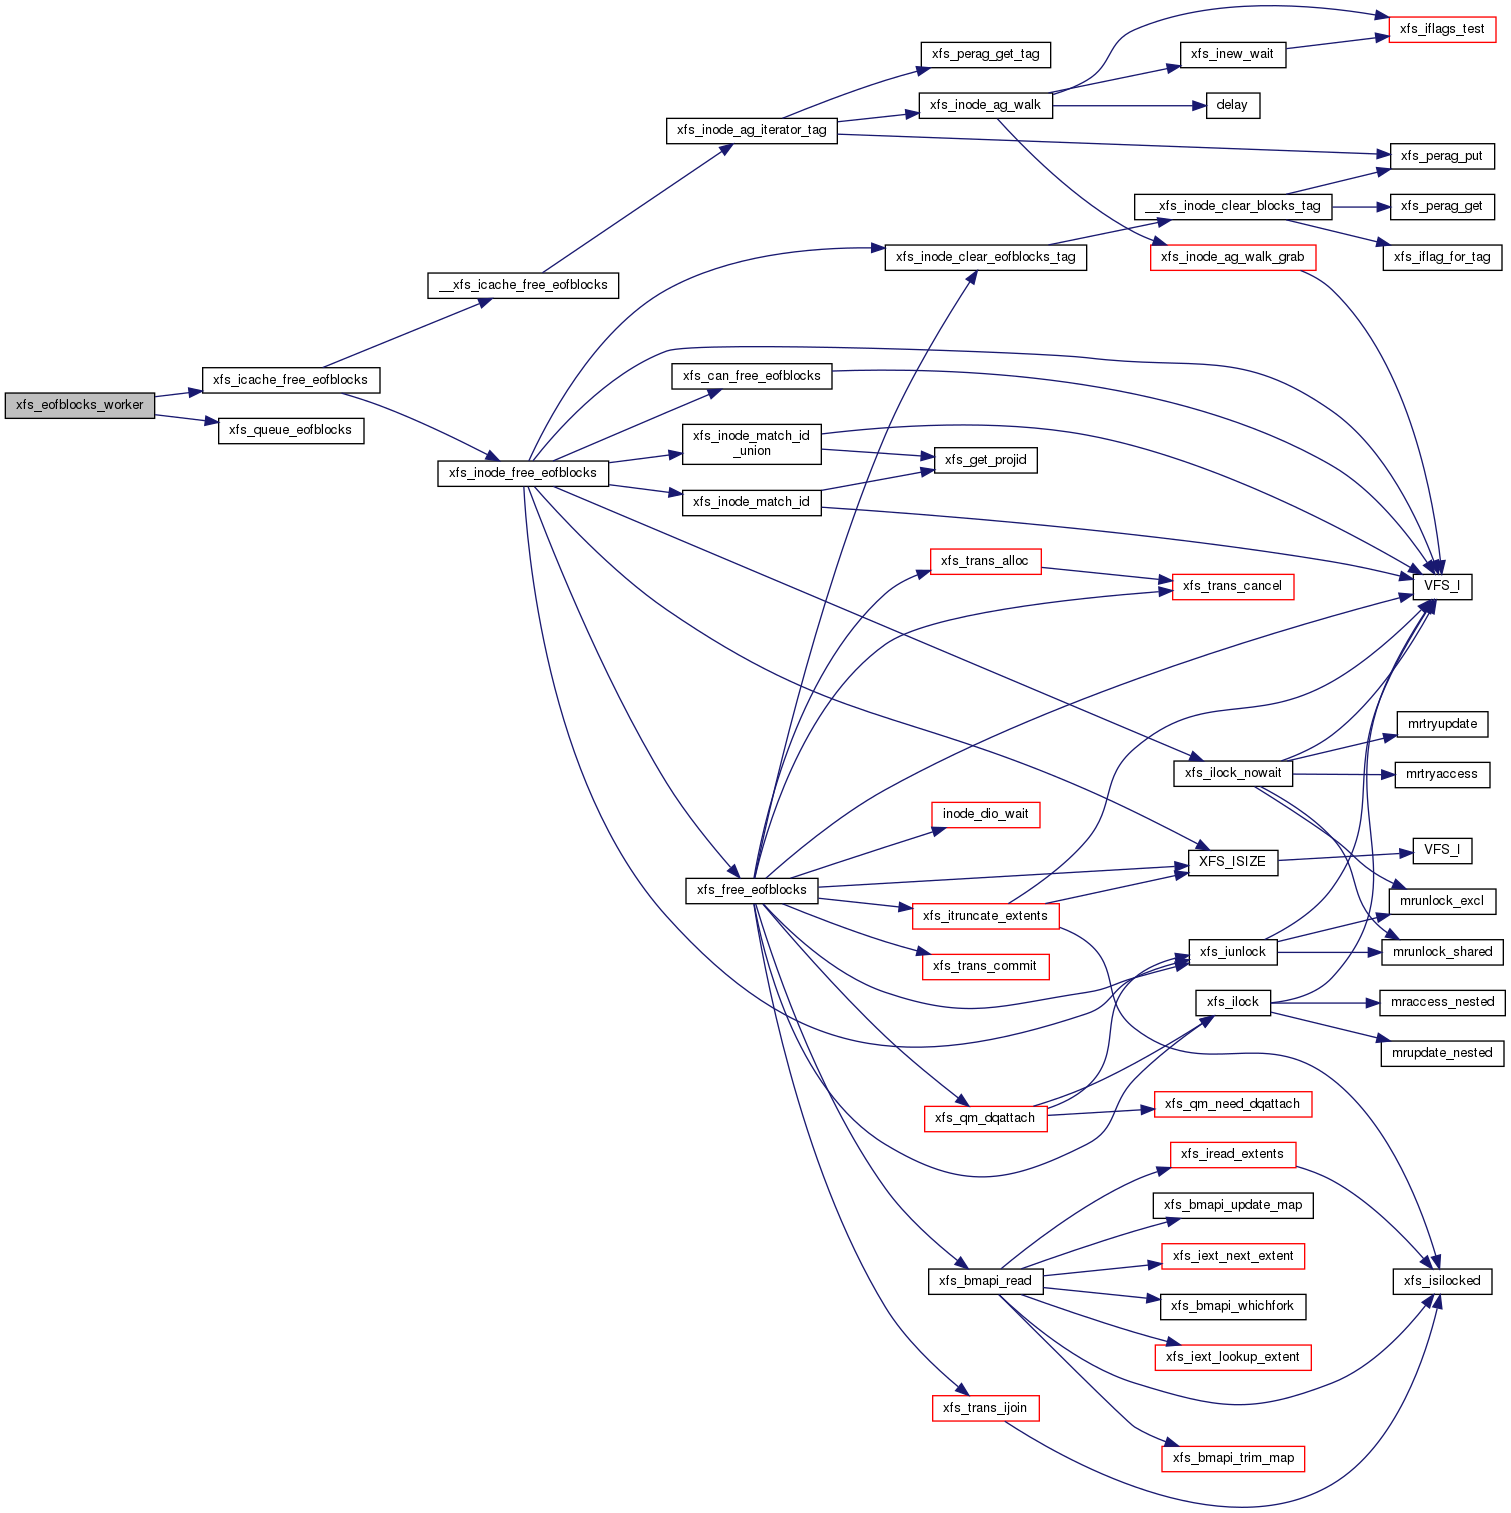 xfs_iflags_test
xfs_perag_get_tag
xfs_inew_wait
xfs_inode_ag_walk
delay
xfs_inode_ag_iterator_tag
xfs_perag_put
__xfs_inode_clear_blocks_tag
xfs_perag_get
xfs_inode_clear_eofblocks_tag
xfs_inode_ag_walk_grab
xfs_iflag_for_tag
__xfs_icache_free_eofblocks
xfs_icache_free_eofblocks
xfs_can_free_eofblocks
xfs_eofblocks_worker
xfs_queue_eofblocks
xfs_inode_match_id
_union
xfs_get_projid
xfs_inode_free_eofblocks
xfs_inode_match_id
xfs_trans_alloc
xfs_trans_cancel
VFS_I
mrtryupdate
xfs_ilock_nowait
mrtryaccess
inode_dio_wait
VFS_I
XFS_ISIZE
xfs_free_eofblocks
mrunlock_excl
xfs_itruncate_extents
xfs_iunlock
mrunlock_shared
xfs_trans_commit
xfs_ilock
mraccess_nested
mrupdate_nested
xfs_qm_need_dqattach
xfs_qm_dqattach
xfs_iread_extents
xfs_bmapi_update_map
xfs_iext_next_extent
xfs_bmapi_read
xfs_isilocked
xfs_bmapi_whichfork
xfs_iext_lookup_extent
xfs_trans_ijoin
xfs_bmapi_trim_map